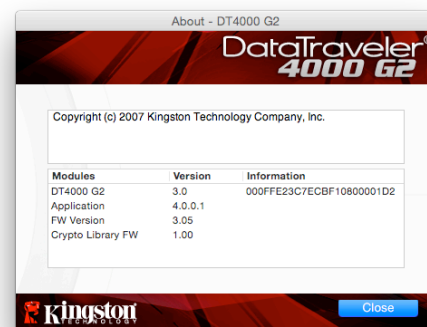 About - DT4000 G2
DataTraveler®
4000 G2
Copyright (c) 2007 Kingston Technology Company, Inc.
Modules Version Information
DT4000 G2 3.0 000FFE23C7ECBF10800001D2
Application 4.0.0.1
FW Version 3.05
Crypto Library FW 1.00
Kingston
TECHNOLOGY
Close